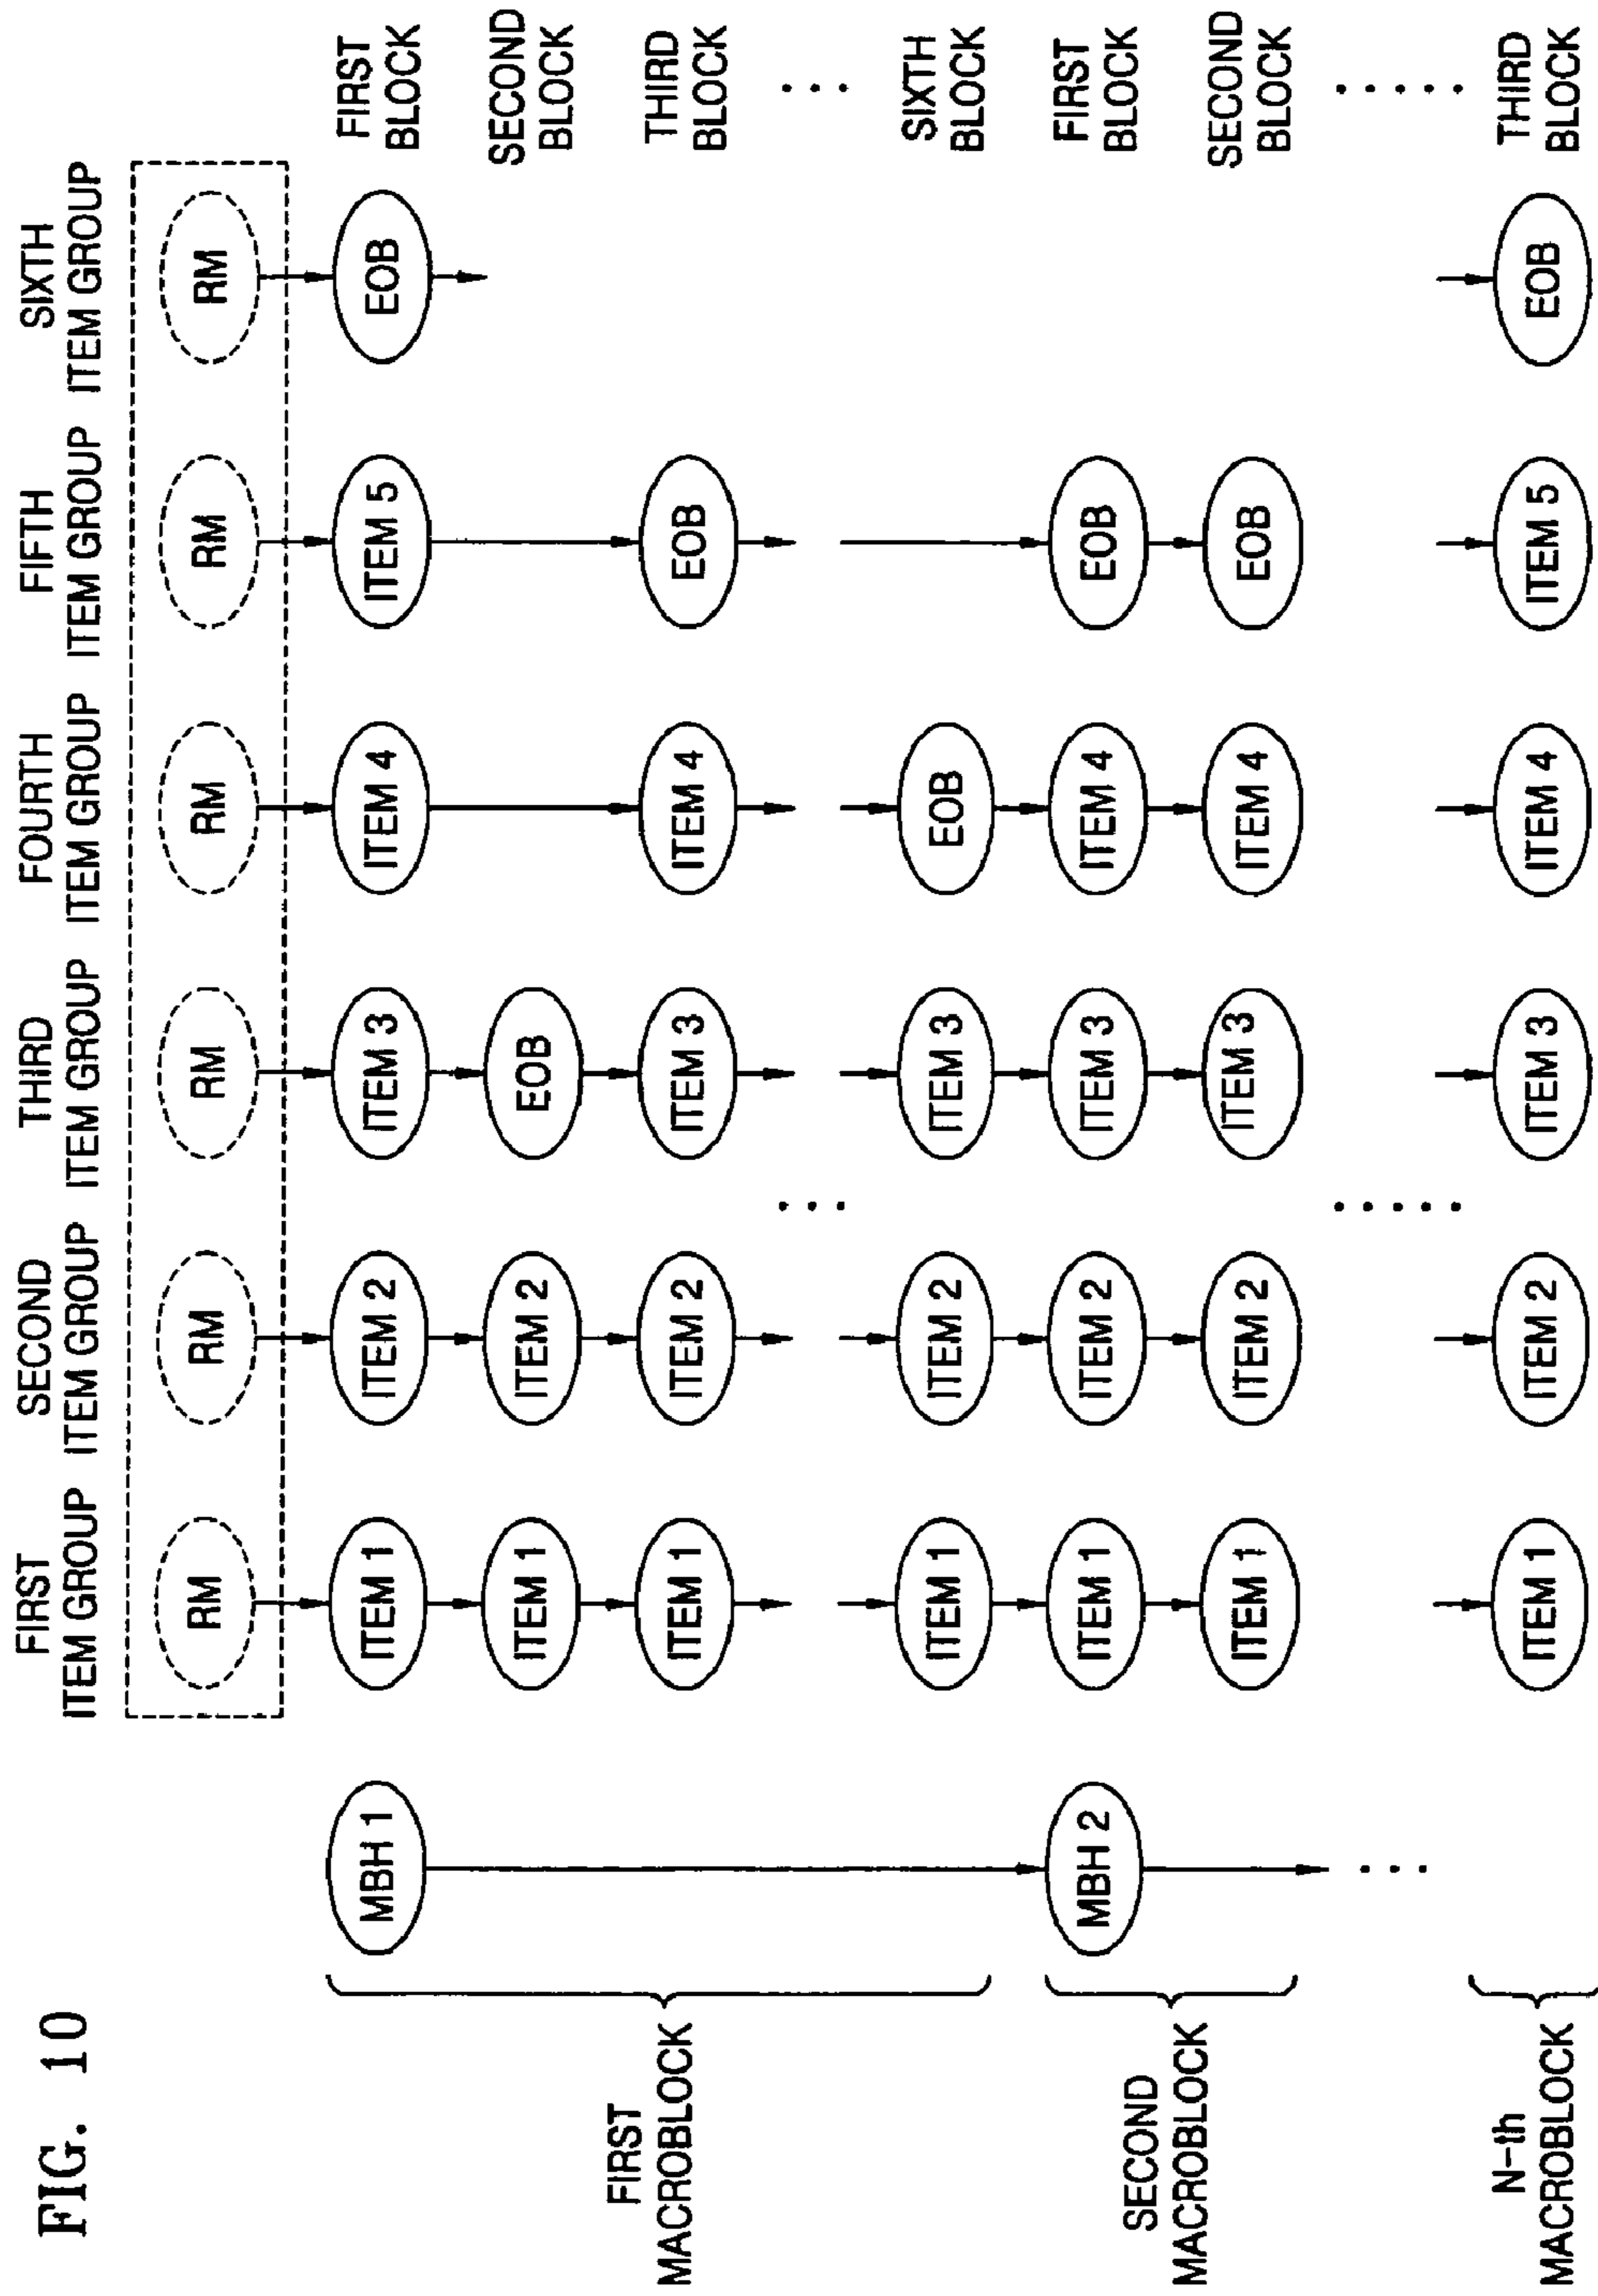 FIG. 10
FIRST
ITEM GROUP
SECOND
ITEM GROUP
THIRD
ITEM GROUP
FOURTH
ITEM GROUP
FIFTH
ITEM GROUP
SIXTH
ITEM GROUP
RM
RM
RM
RM
RM
RM
FIRST
MACROBLOCK
MBH 1
ITEM 1
ITEM 2
ITEM 3
ITEM 4
ITEM 5
EOB
FIRST
BLOCK
ITEM 1
ITEM 2
EOB
SECOND
BLOCK
ITEM 1
ITEM 2
ITEM 3
ITEM 4
EOB
THIRD
BLOCK
ITEM 1
ITEM 2
ITEM 3
EOB
SIXTH
BLOCK
SECOND
MACROBLOCK
MBH 2
ITEM 1
ITEM 2
ITEM 3
ITEM 4
EOB
FIRST
BLOCK
ITEM 1
ITEM 2
ITEM 3
ITEM 4
EOB
SECOND
BLOCK
N-th
MACROBLOCK
ITEM 1
ITEM 2
ITEM 3
ITEM 4
ITEM 5
EOB
THIRD
BLOCK